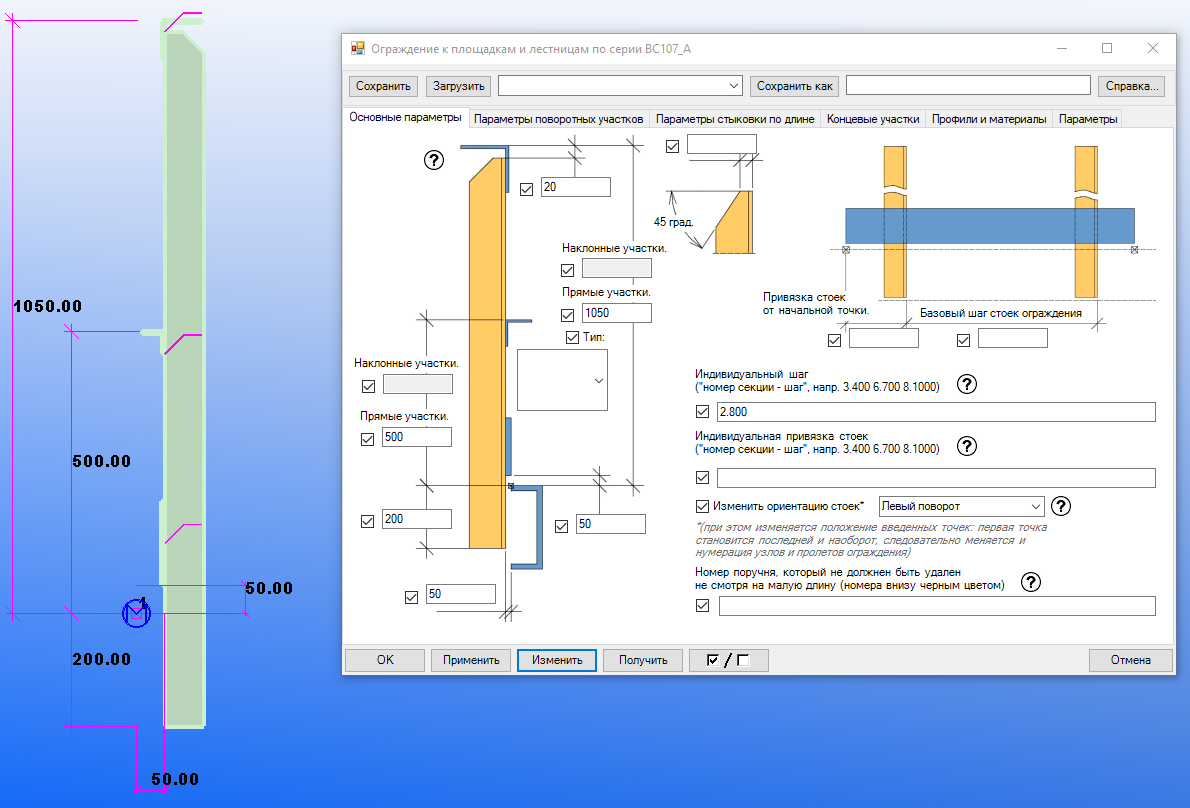 1050.00
500.00
50.00
200.00
50.00
Ограждение к площадкам и лестницам по серии ВС107_А
Сохранить
Загрузить
Сохранить как
Справка...
Основные параметры
Параметры поворотных участков
Параметры стыковки по длине
Концевые участки
Профили и материалы
Параметры
?
20
Наклонные участки.
Прямые участки.
1050
Тип:
Наклонные участки.
Прямые участки.
500
200
50
50
45 град.
Привязка стоек
от начальной точки.
Базовый шаг стоек ограждения
Индивидуальный шаг
("номер секции - шаг", напр. 3.400 6.700 8.1000)
?
2.800
Индивидуальная привязка стоек
("номер секции - шаг", напр. 3.400 6.700 8.1000)
?
Изменить ориентацию стоек*
Левый поворот
?
*(при этом изменяется положение введенных точек: первая точка
становится последней и наоборот, следовательно меняется и
нумерация узлов и пролетов ограждения)
Номер поручня, который не должнен быть удален
не смотря на малую длину (номера внизу черным цветом)
?
OK
Применить
Изменить
Получить
/
Отмена